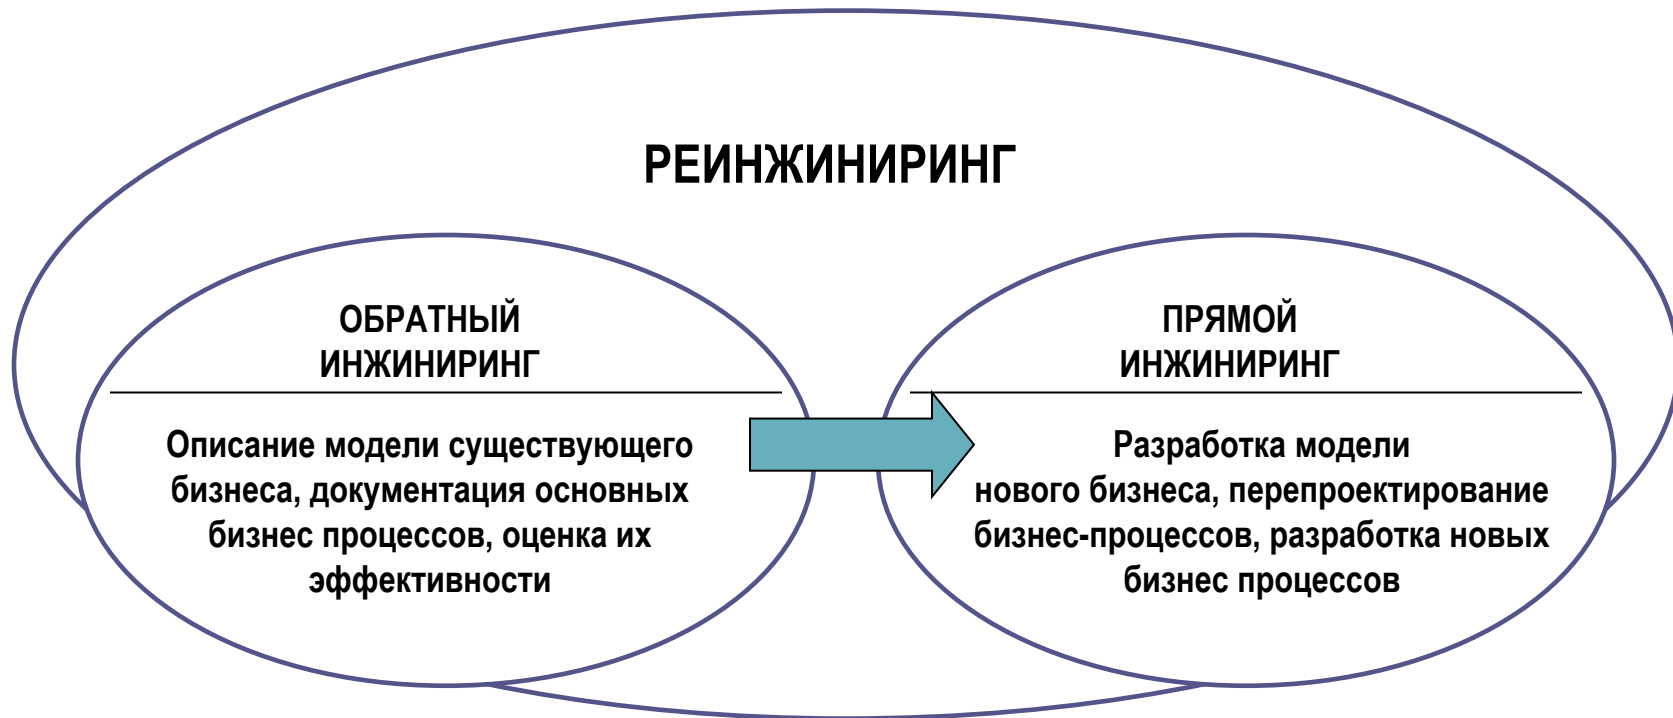 РЕИНЖИНИРИНГ
ОБРАТНЫЙ
ИНЖИНИРИНГ
Описание модели существующего
бизнеса, документация основных
бизнес процессов, оценка их
эффективности
ПРЯМОЙ
ИНЖИНИРИНГ
Разработка модели
нового бизнеса, перепроектирование
бизнес-процессов, разработка новых
бизнес процессов